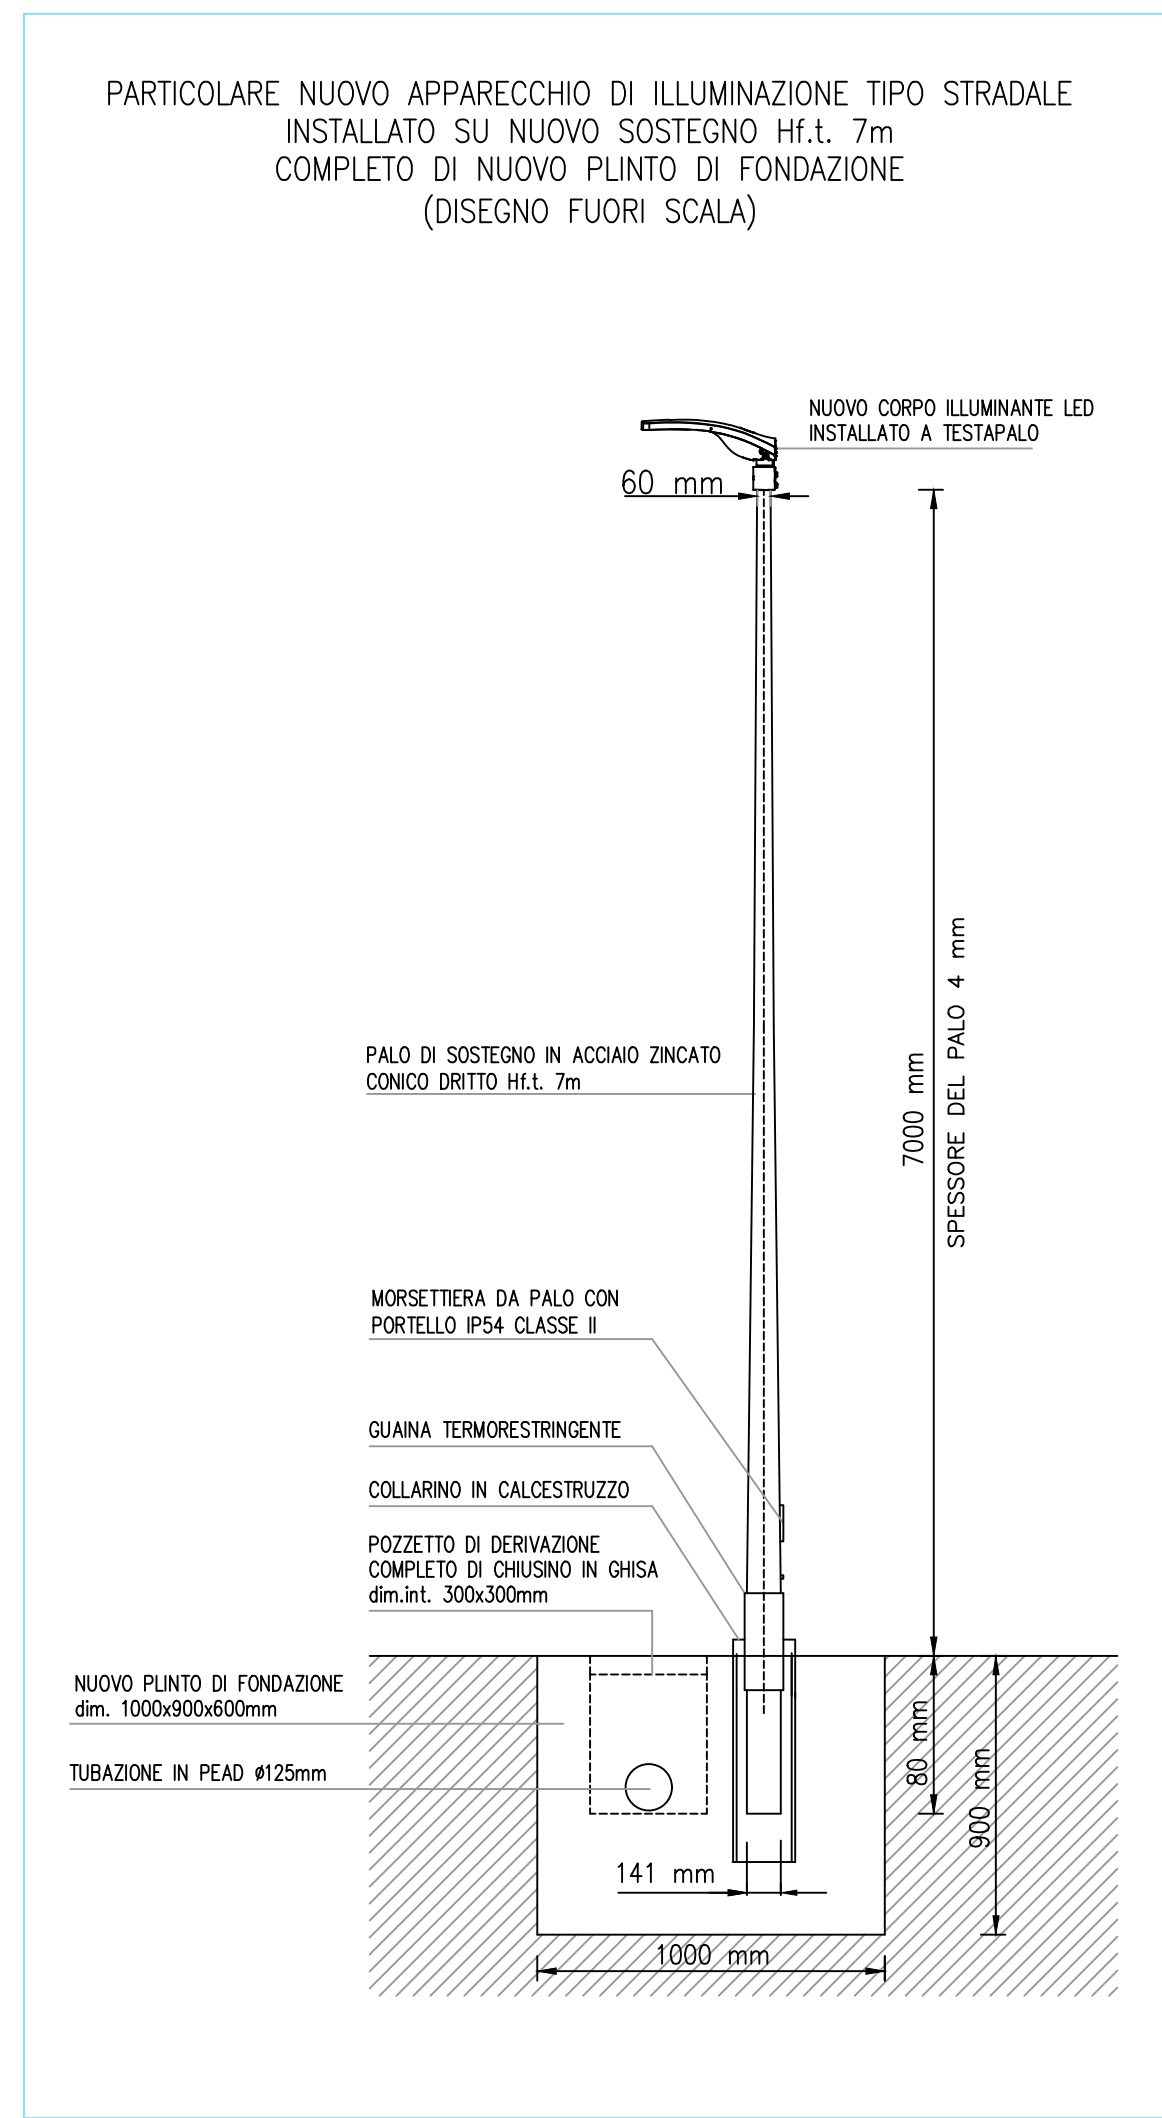 PARTICOLARE NUOVO APPARECCHIO DI ILLUMINAZIONE TIPO STRADALE
INSTALLATO SU NUOVO SOSTEGNO Hf.t. 7m
COMPLETO DI NUOVO PLINTO DI FONDAZIONE
(DISEGNO FUORI SCALA)
NUOVO CORPO ILLUMINANTE LED
INSTALLATO A TESTAPALO
60 mm
PALO DI SOSTEGNO IN ACCIAIO ZINCATO
CONICO DRITTO Hf.t. 7m
7000 mm
SPESSORE DEL PALO 4 mm
MORSETTIERA DA PALO CON
PORTELLO IP54 CLASSE II
GUAINA TERMORESTRINGENTE
COLLARINO IN CALCESTRUZZO
POZZETTO DI DERIVAZIONE
COMPLETO DI CHIUSINO IN GHISA
dim.int. 300x300mm
NUOVO PLINTO DI FONDAZIONE
dim. 1000x900x600mm
TUBAZIONE IN PEAD ø125mm
80 mm
900 mm
141 mm
1000 mm